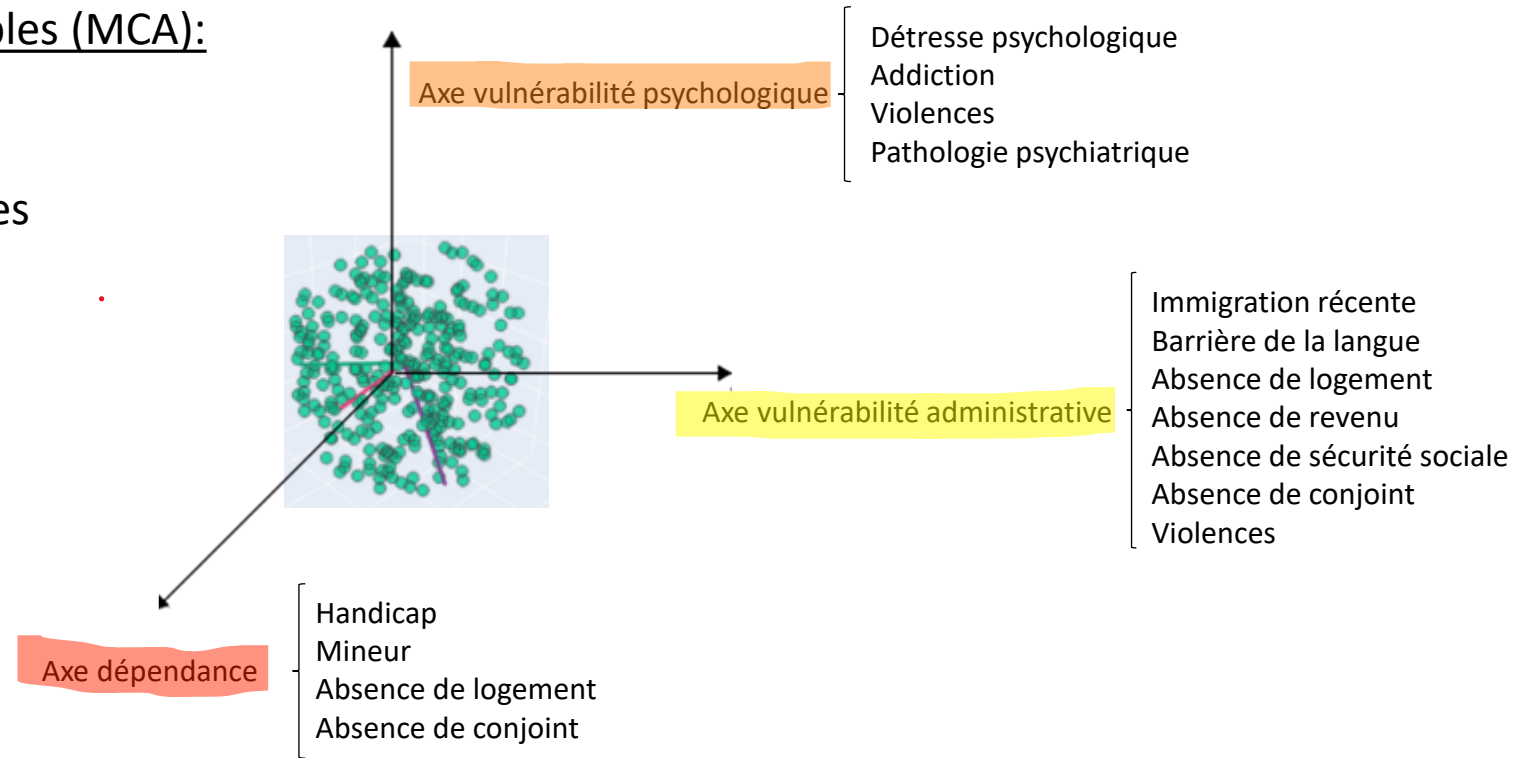 ples (MCA):
Axe vulnérabilité psychologique
Détresse psychologique
Addiction
Violences
Pathologie psychiatrique
es
Immigration récente
Barrière de la langue
Absence de logement
Absence de revenu
Absence de sécurité sociale
Absence de conjoint
Violences
Axe vulnérabilité administrative
Axe dépendance
Handicap
Mineur
Absence de logement
Absence de conjoint